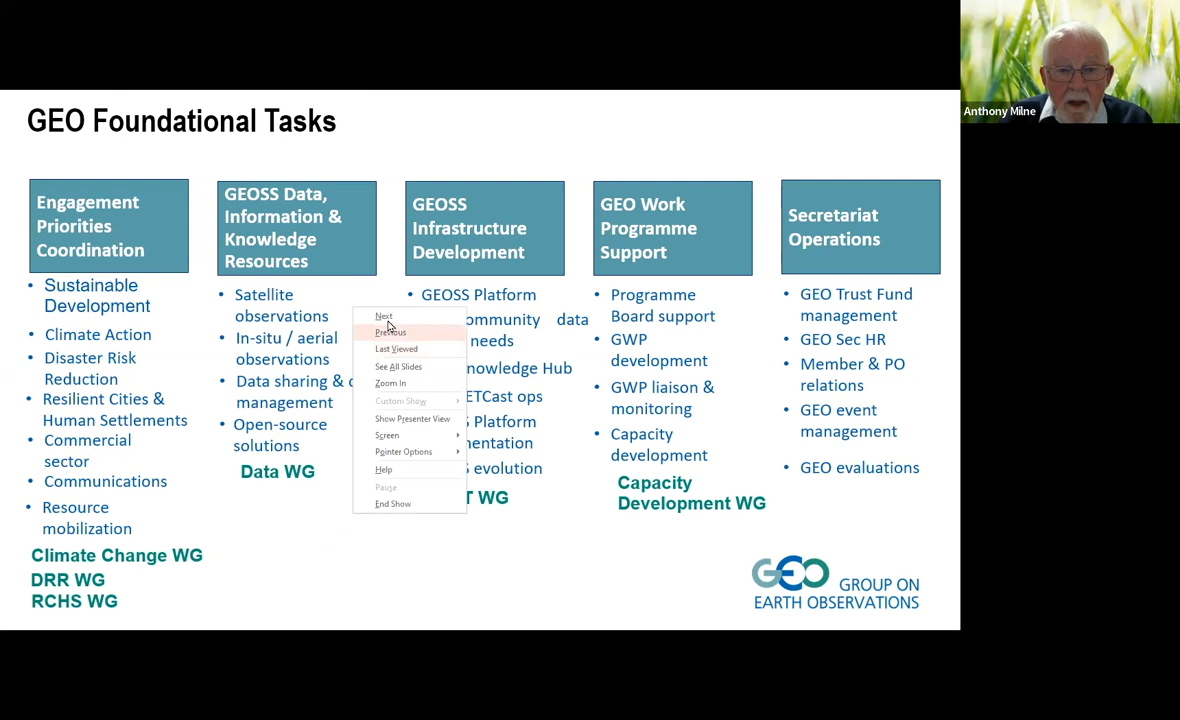 GEO Foundational Tasks
Anthony Milne
Engagement
Priorities
Coordination
• Sustainable
Development
• Climate Action
• Disaster Risk
Reduction
• Resilient Cities &
Human Settlements
• Commercial
sector
• Communications
• Resource
mobilization
Climate Change WG
DRR WG
RCHS WG
GEOSS Data,
Information &
Knowledge
Resources
• Satellite
observations
• In-situ / aerial
observations
• Data sharing &
management
• Open-source
solutions
Data WG
GEOSS
Infrastructure
Development
• GEOSS Platform
data
needs
Hub
ops
Platform
evolution
WG
Next
Previous
Last Viewed
See All Slides
Zoom In
Custom Show
Show Presenter View
Screen
Pointer Options
Help
Pause
End Show
GEO Work
Programme
Support
• Programme
Board support
• GWP
development
• GWP liaison &
monitoring
• Capacity
development
Capacity
Development WG
Secretariat
Operations
• GEO Trust Fund
management
• GEO Sec HR
• Member & PO
relations
• GEO event
management
• GEO evaluations
GEO GROUP ON
EARTH OBSERVATIONS